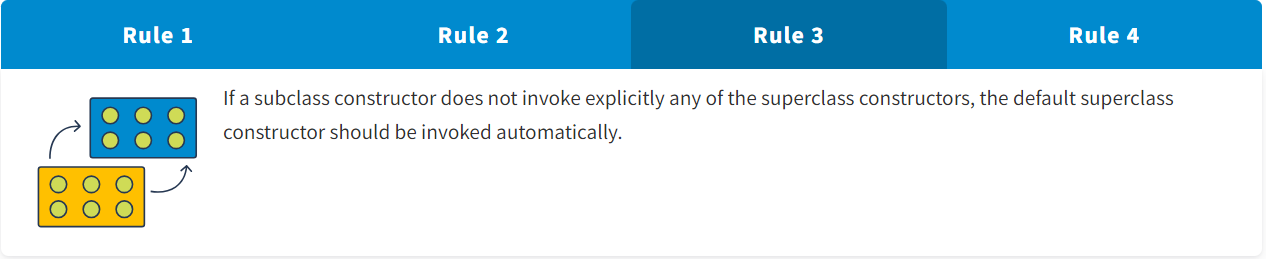 Rule 1
Rule 2
Rule 3
Rule 4
If a subclass constructor does not invoke explicitly any of the superclass constructors, the default superclass
constructor should be invoked automatically.